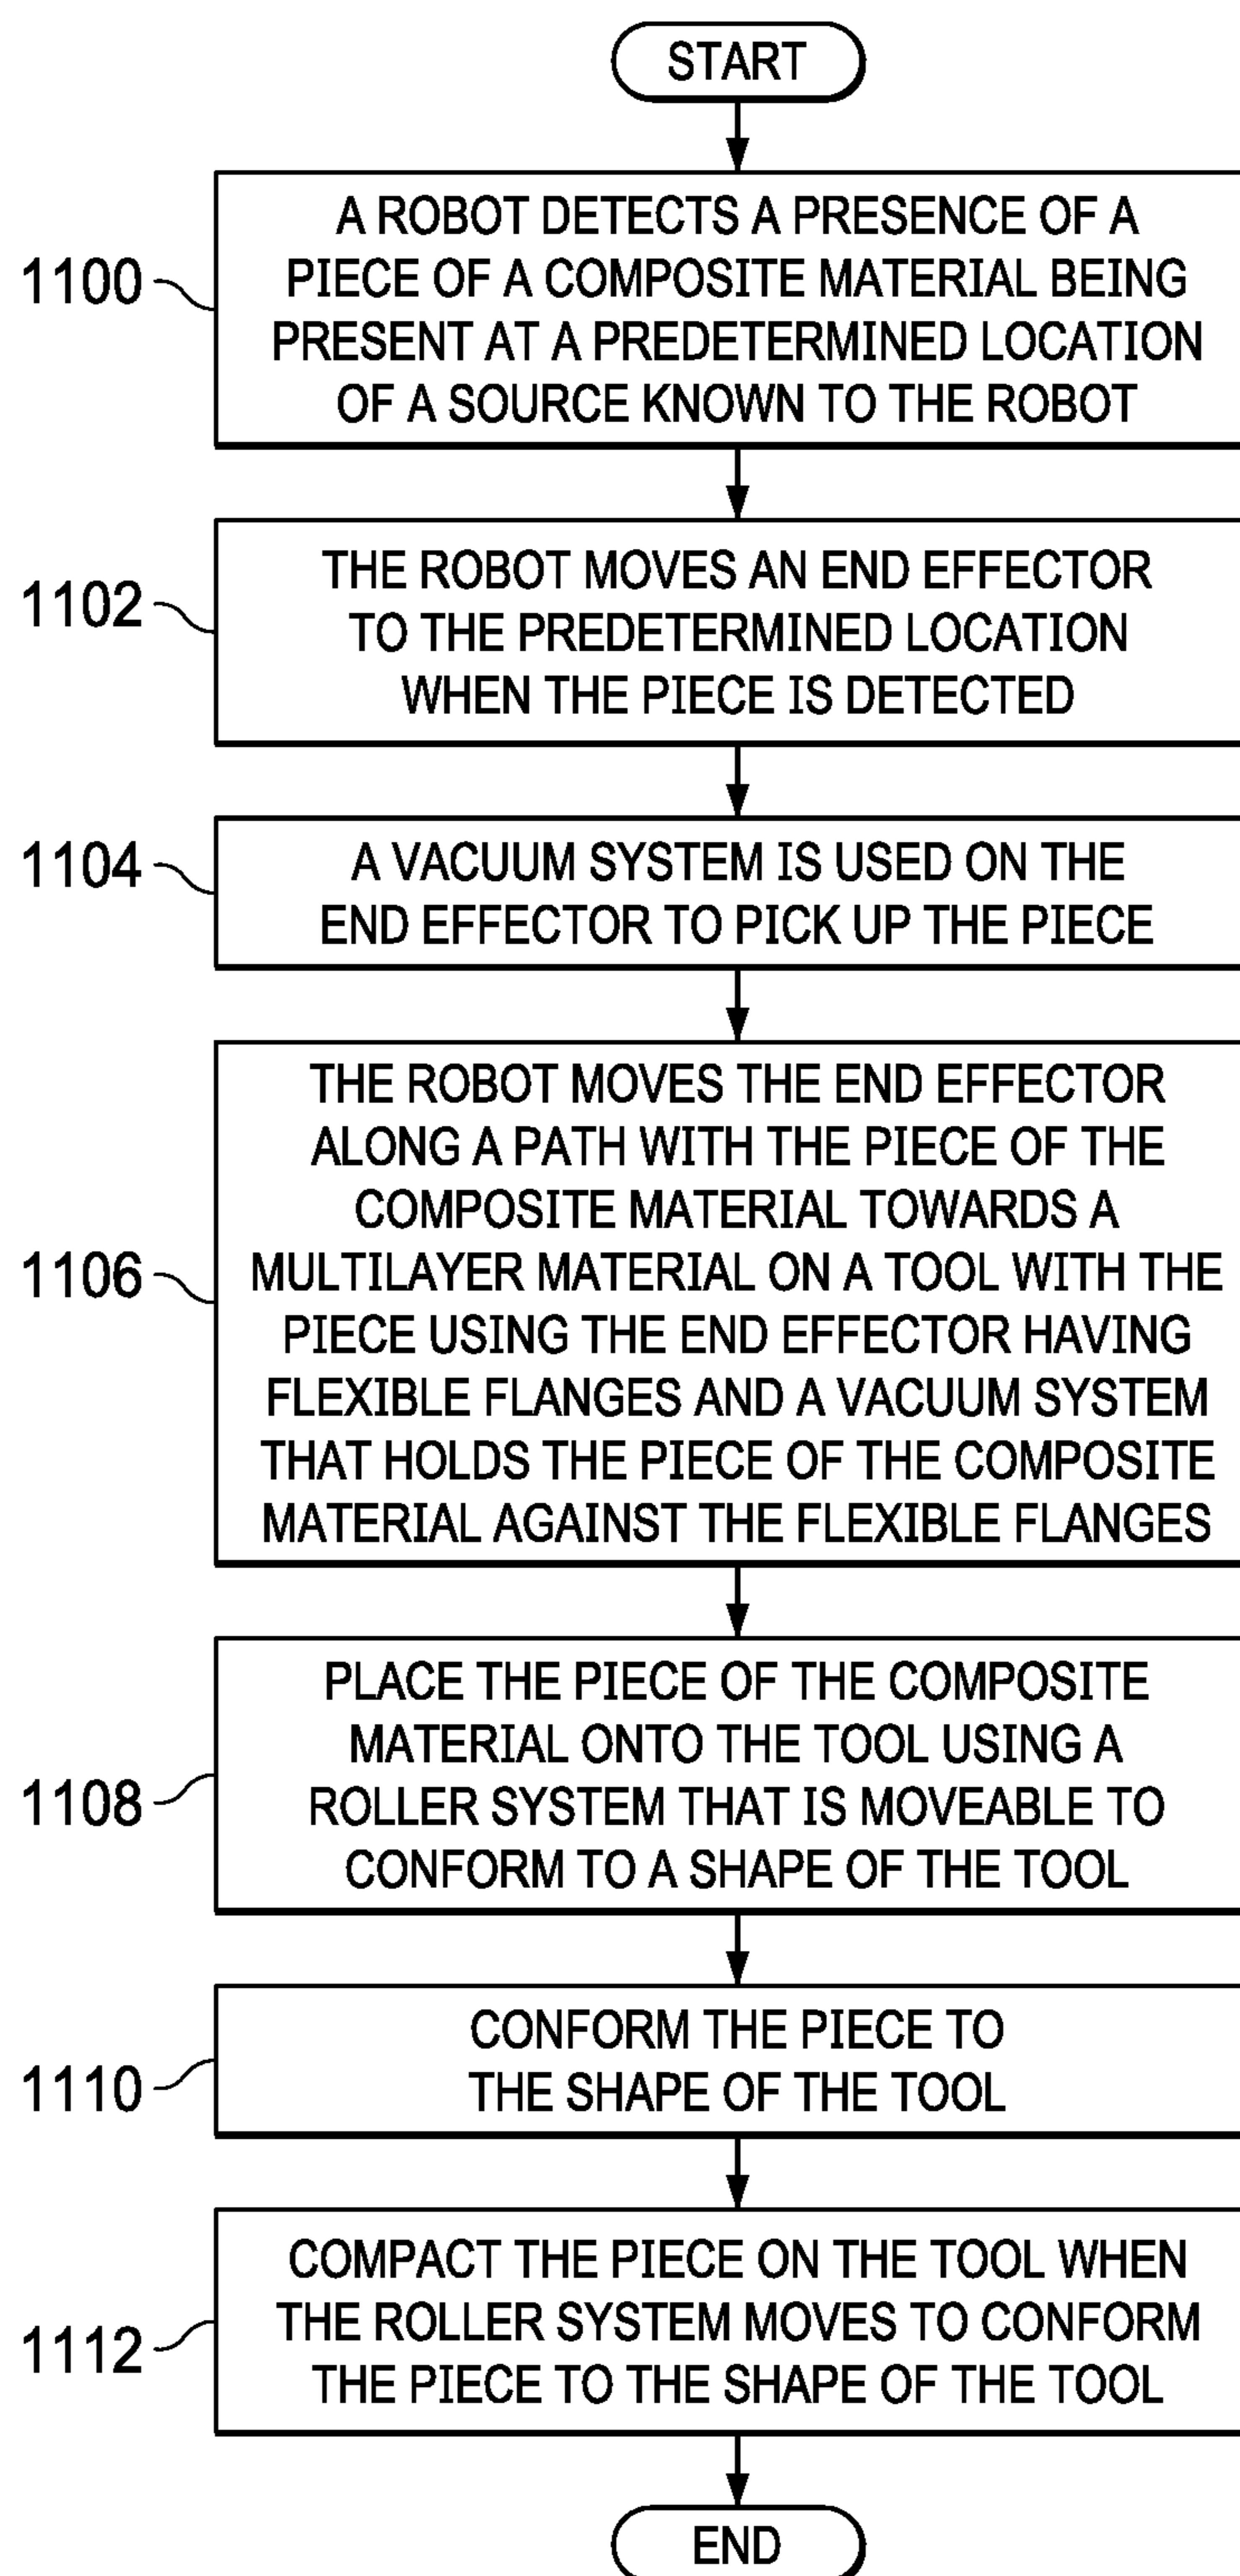 START
1100
A ROBOT DETECTS A PRESENCE OF A
PIECE OF A COMPOSITE MATERIAL BEING
PRESENT AT A PREDETERMINED LOCATION
OF A SOURCE KNOWN TO THE ROBOT
1102
THE ROBOT MOVES AN END EFFECTOR
TO THE PREDETERMINED LOCATION
WHEN THE PIECE IS DETECTED
1104
A VACUUM SYSTEM IS USED ON THE
END EFFECTOR TO PICK UP THE PIECE
1106
THE ROBOT MOVES THE END EFFECTOR
ALONG A PATH WITH THE PIECE OF THE
COMPOSITE MATERIAL TOWARDS A
MULTILAYER MATERIAL ON A TOOL WITH THE
PIECE USING THE END EFFECTOR HAVING
FLEXIBLE FLANGES AND A VACUUM SYSTEM
THAT HOLDS THE PIECE OF THE COMPOSITE
MATERIAL AGAINST THE FLEXIBLE FLANGES
1108
PLACE THE PIECE OF THE COMPOSITE
MATERIAL ONTO THE TOOL USING A
ROLLER SYSTEM THAT IS MOVEABLE TO
CONFORM TO A SHAPE OF THE TOOL
1110
CONFORM THE PIECE TO
THE SHAPE OF THE TOOL
1112
COMPACT THE PIECE ON THE TOOL WHEN
THE ROLLER SYSTEM MOVES TO CONFORM
THE PIECE TO THE SHAPE OF THE TOOL
END